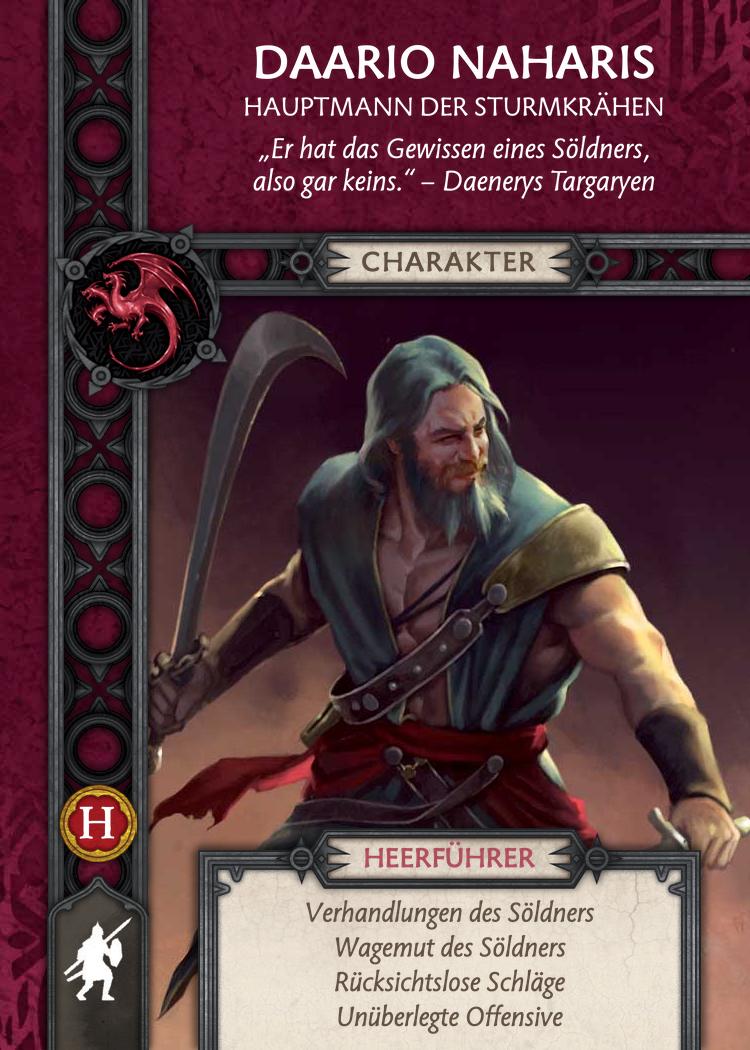 DAARIO NAHARIS
HAUPTMANN DER STURMKRÄHEN
„Er hat das Gewissen eines Söldners,
also gar keins.“ – Daenerys Targaryen
CHARAKTER
H
HEERFÜHRER
Verhandlungen des Söldners
Wagemut des Söldners
Rücksichtslose Schläge
Unüberlegte Offensive